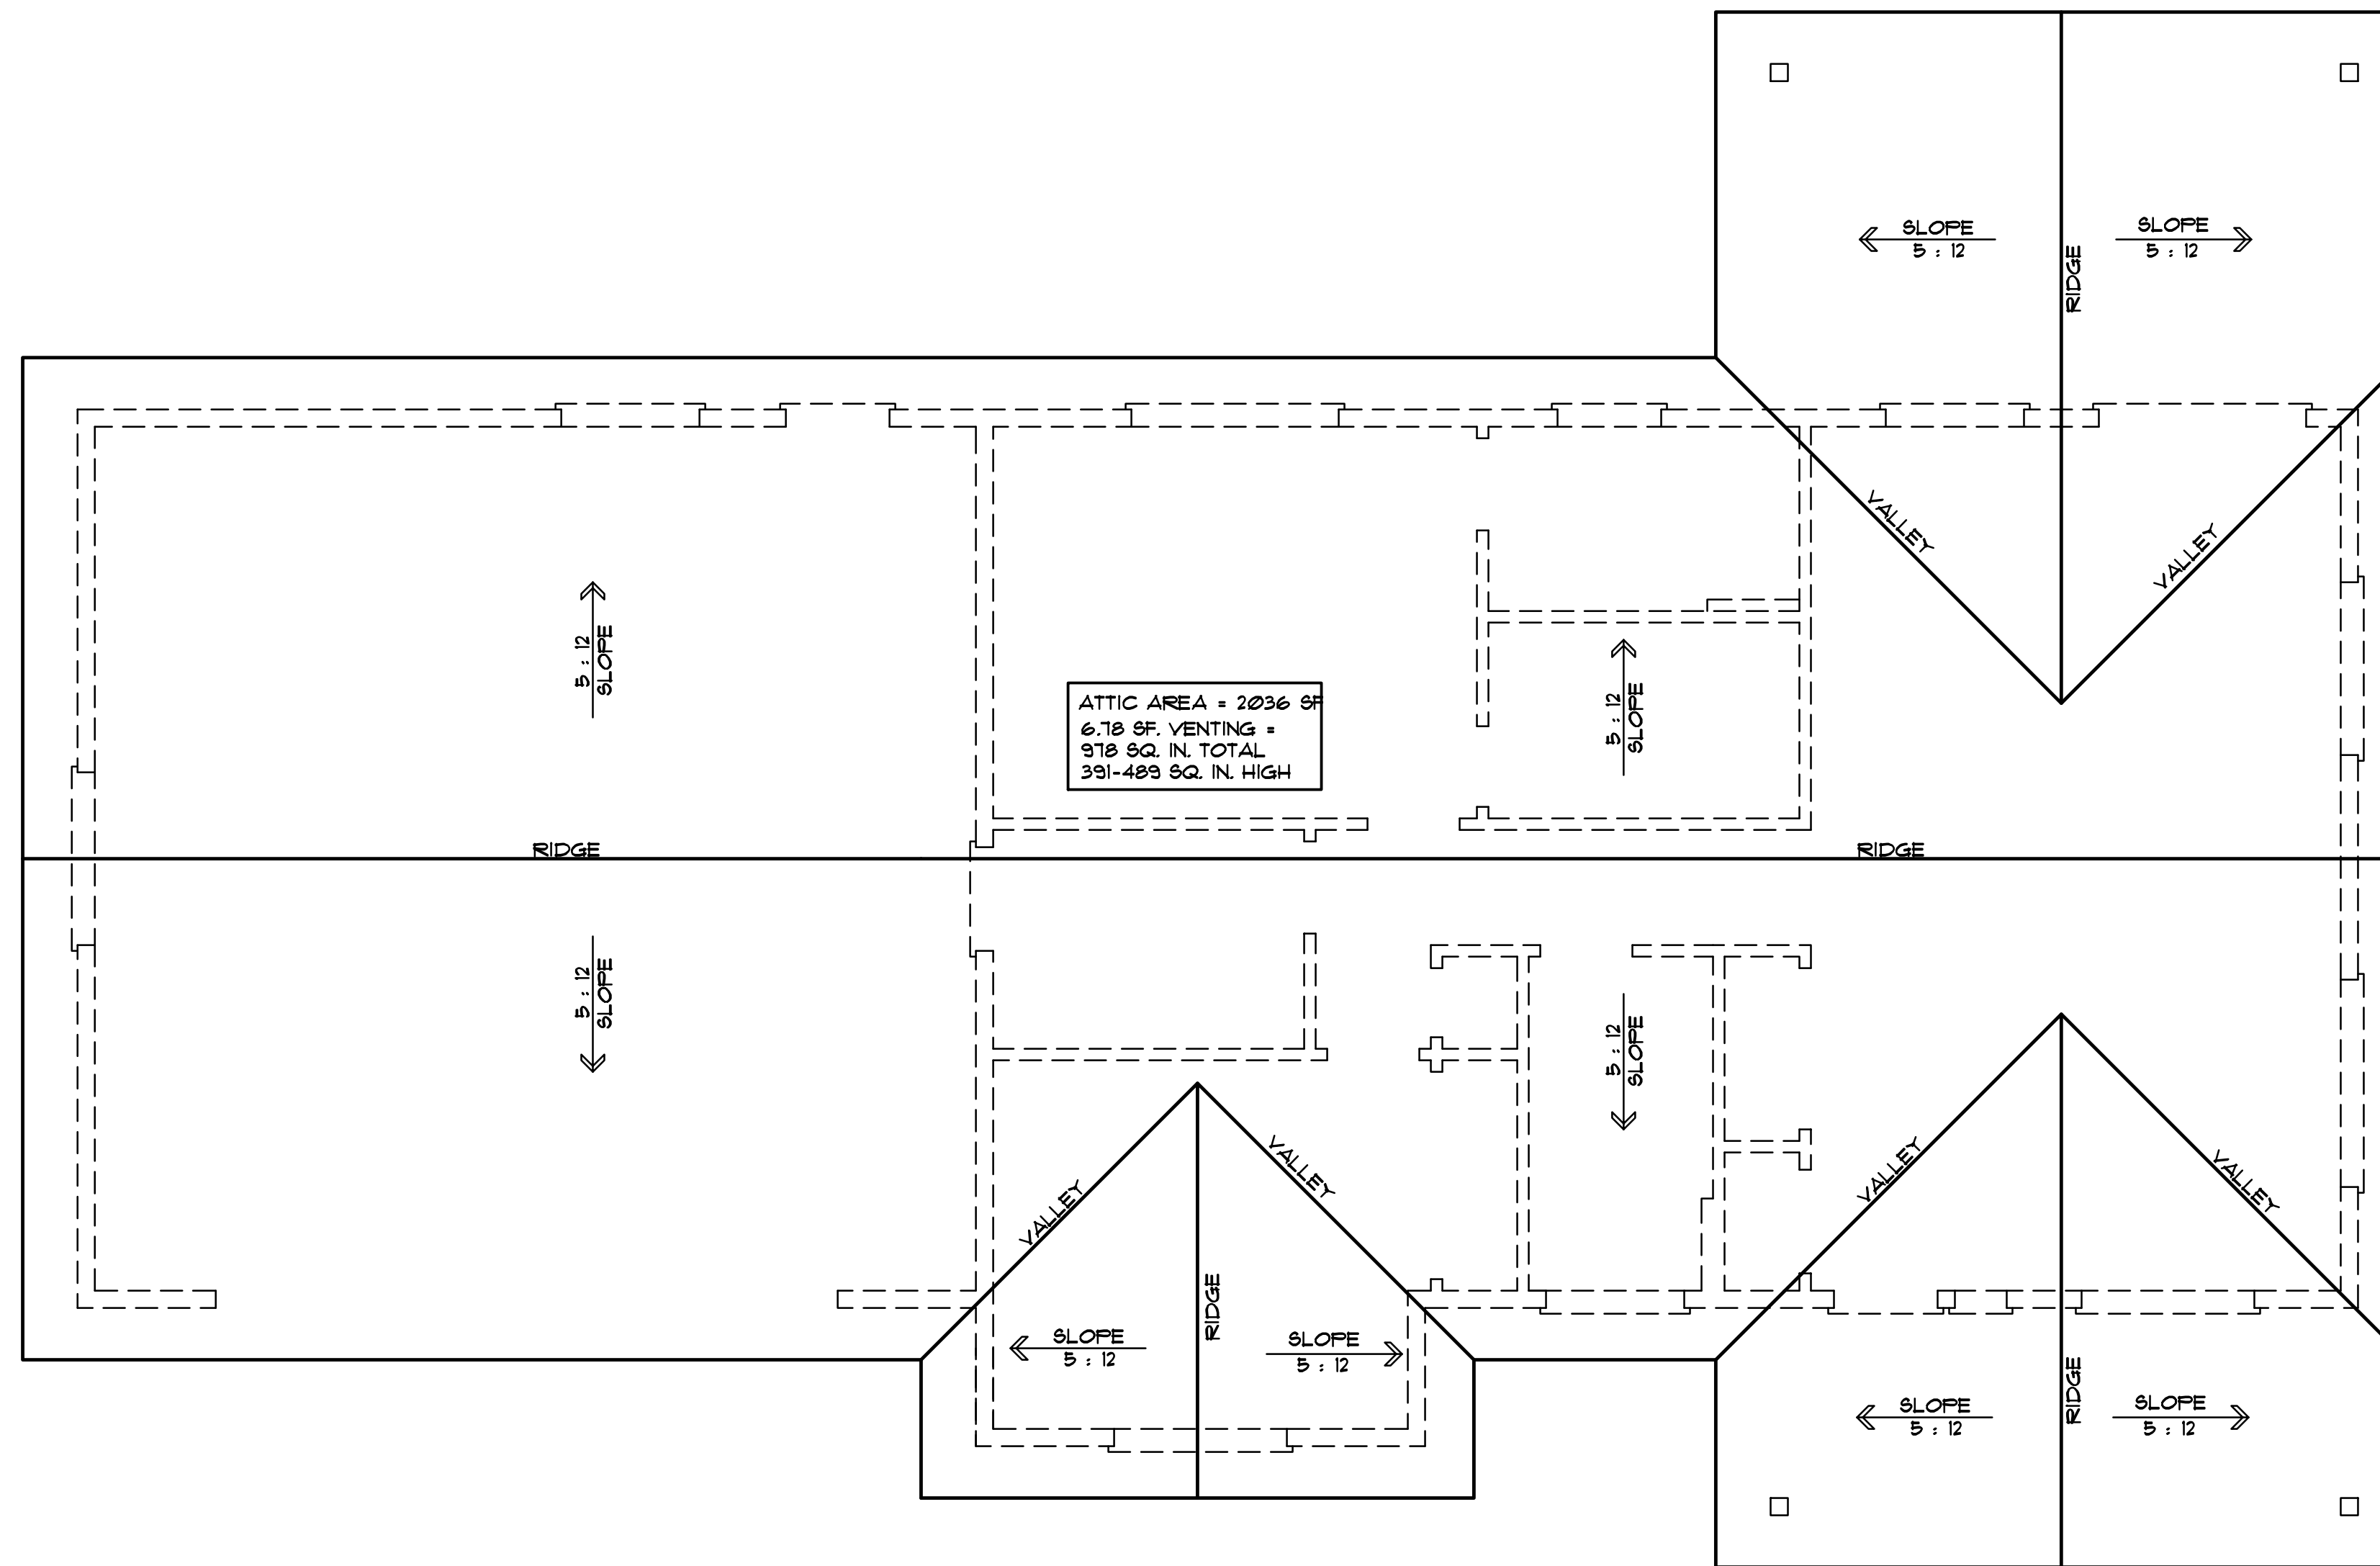 SLOPE
5 : 12
SLOPE
5 : 12
RIDGE
VALLEY
VALLEY
5 : 12
SLOPE
5 : 12
SLOPE
ATTIC AREA = 2036 SF
6.78 SF. VENTING =
978 SQ. IN. TOTAL
391-489 SQ. IN. HIGH
RIDGE
RIDGE
5 : 12
SLOPE
5 : 12
SLOPE
VALLEY
VALLEY
VALLEY
VALLEY
RIDGE
SLOPE
5 : 12
SLOPE
5 : 12
RIDGE
SLOPE
5 : 12
SLOPE
5 : 12